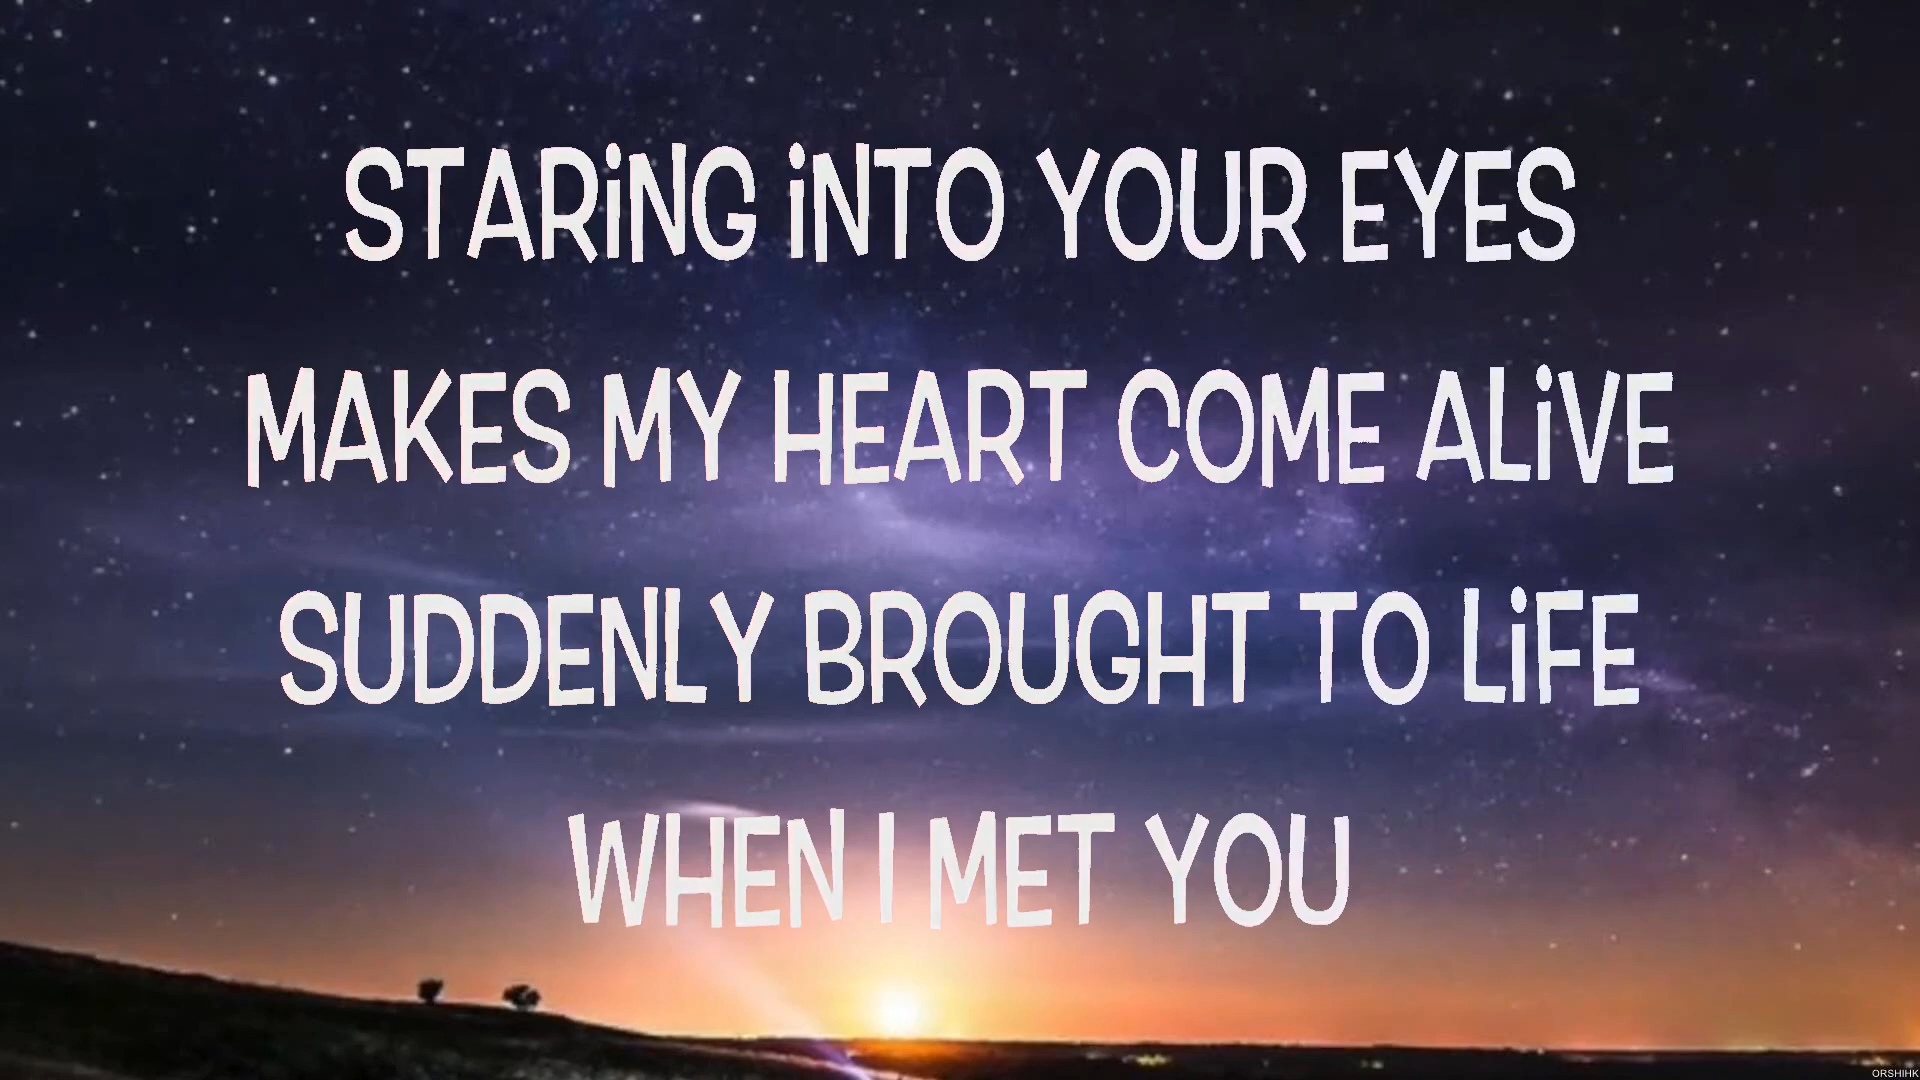 STARiNG iNTO YOUR EYES
MAKES MY HEART COME ALiVE
SUDDENLY BROUGHT TO LiFE
WHEN I MET YOU
ORSHIHK